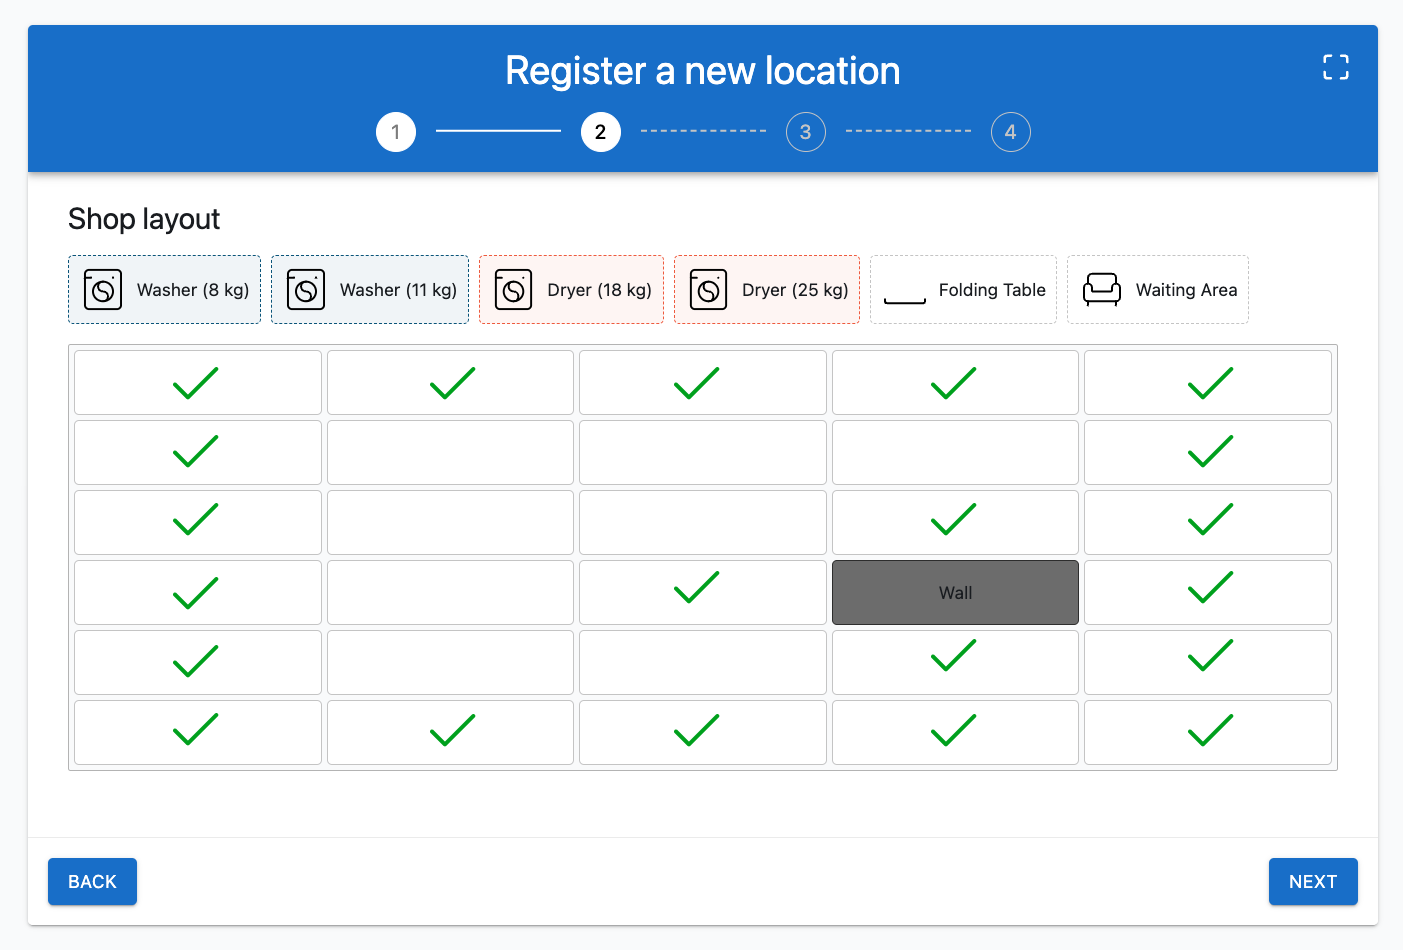 Register a new location
1 2 3 4
Shop layout
Washer (8 kg) Washer (11 kg) Dryer (18 kg) Dryer (25 kg) Folding Table Waiting Area
Wall
BACK NEXT